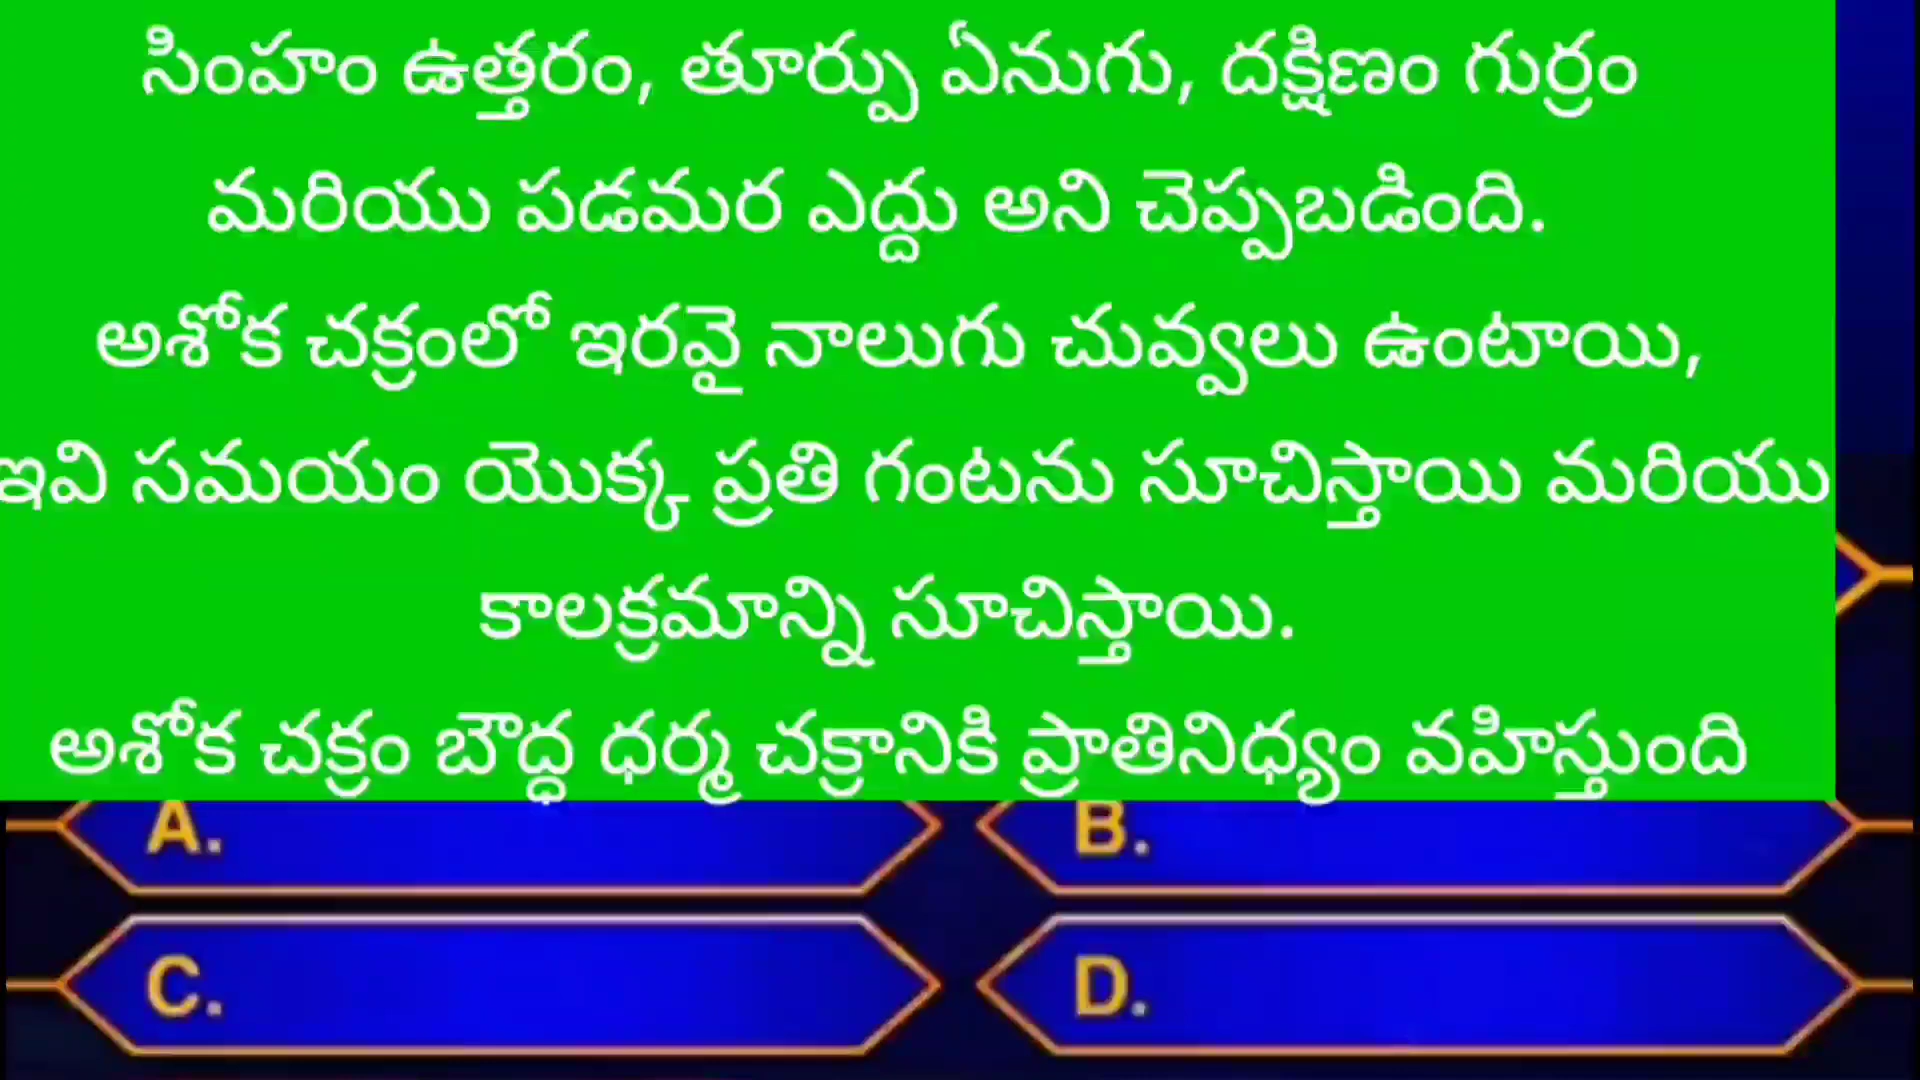 సింహం ఉత్తరం, తూర్పు ఏనుగు, దక్షిణం గుర్రం
మరియు పడమర ఎద్దు అని చెప్పబడింది.
అశోక చక్రంలో ఇరవై నాలుగు చువ్వలు ఉంటాయి,
ఇవి సమయం యొక్క ప్రతి గంటను సూచిస్తాయి మరియు
కాలక్రమాన్ని సూచిస్తాయి.
అశోక చక్రం బౌద్ధ ధర్మ చక్రానికి ప్రాతినిధ్యం వహిస్తుంది
A.
B.
C.
D.